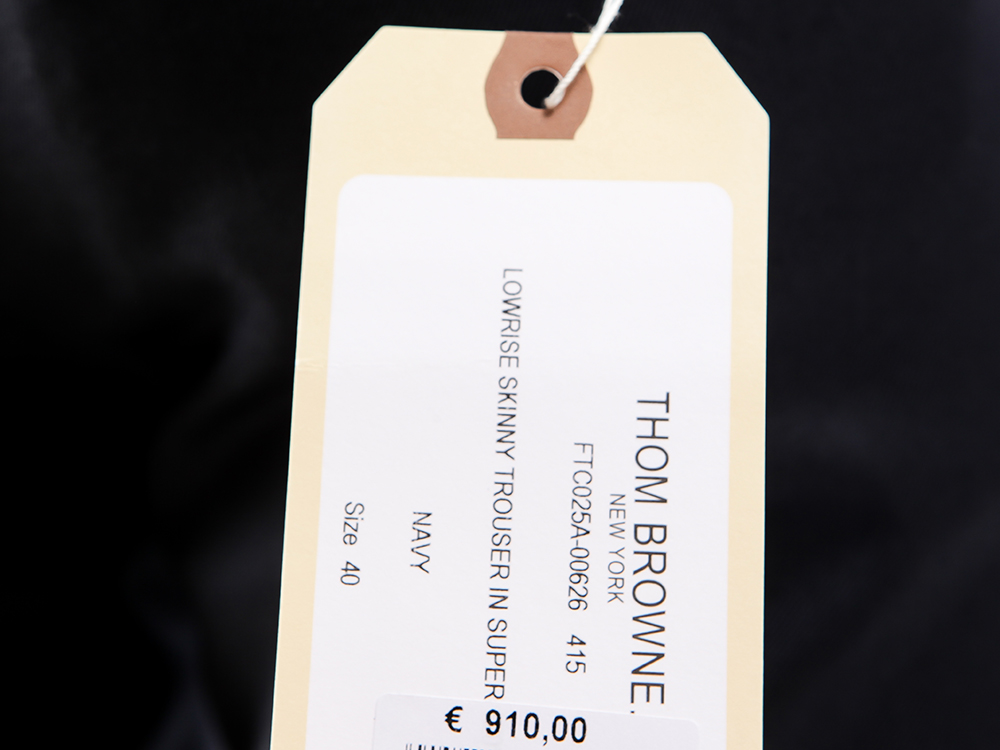 THOM BROWNE.
NEW YORK
FTC025A-00626 415
LOWRISE SKINNY TROUSER IN SUPER
NAVY
Size 40
€ 910,00